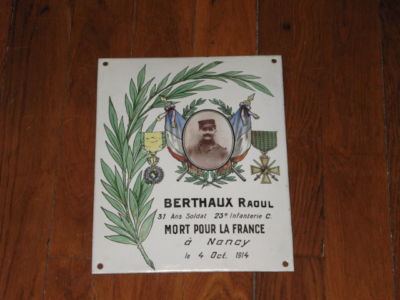 BERTHAUX RAOUL
31 Ans Soldat 23e Infanterie C.
MORT POUR LA FRANCE
à Nancy
le 4 Oct. 1914